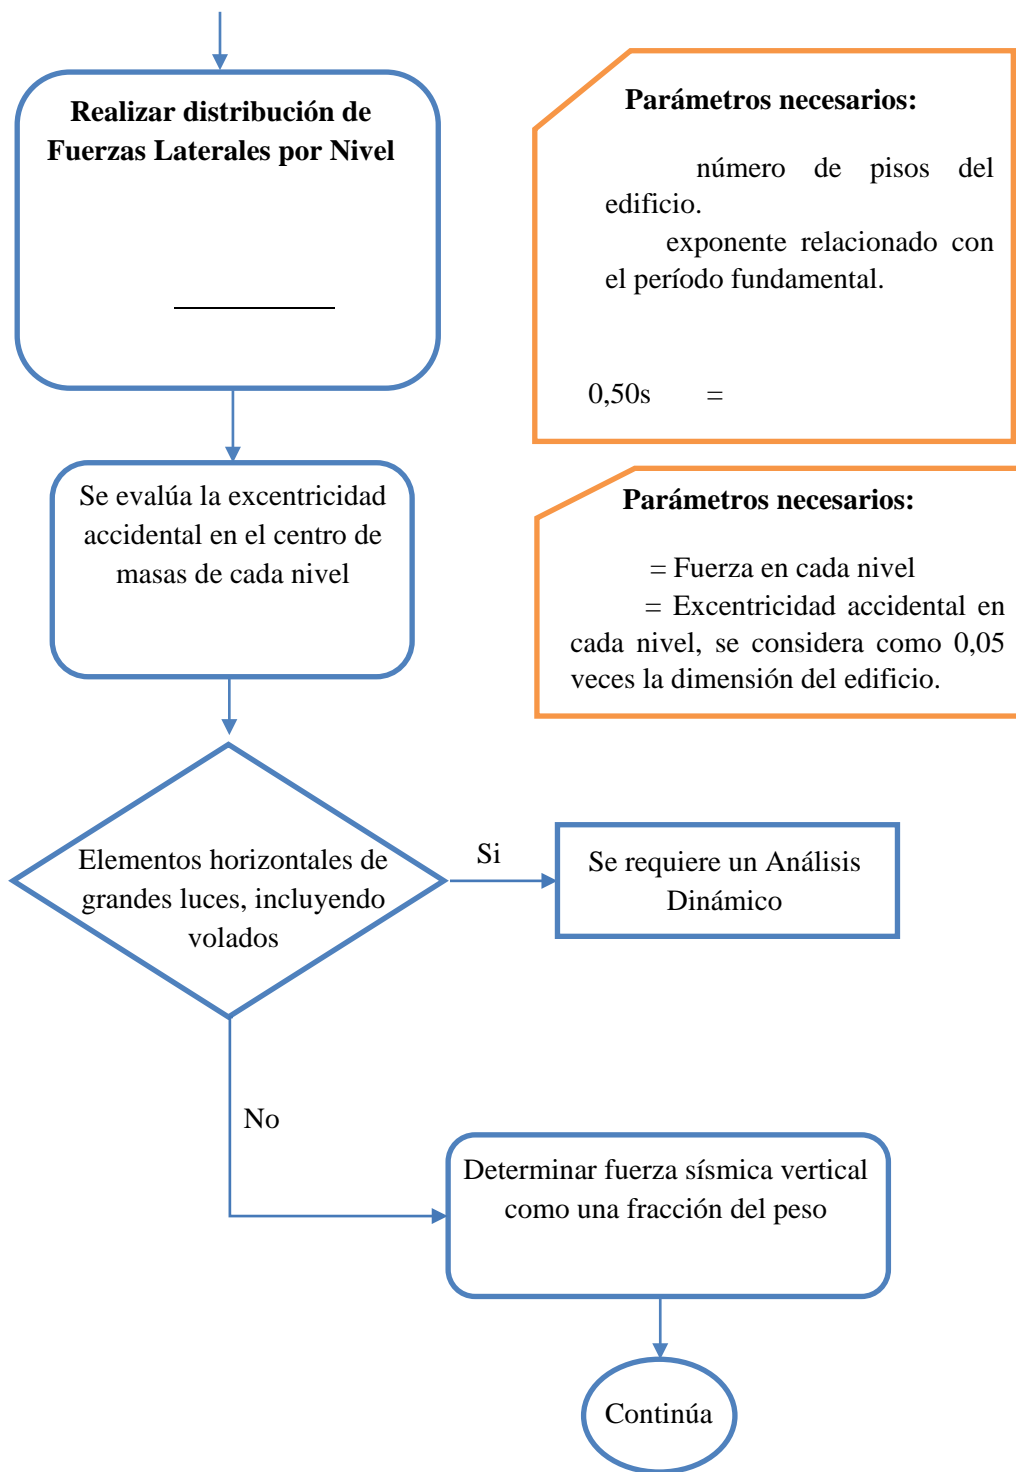 Realizar distribución de
Fuerzas Laterales por Nivel
Parámetros necesarios:
número de pisos del
edificio.
exponente relacionado con
el período fundamental.
0,50s =
Se evalúa la excentricidad
accidental en el centro de
masas de cada nivel
Parámetros necesarios:
= Fuerza en cada nivel
= Excentricidad accidental en
cada nivel, se considera como 0,05
veces la dimensión del edificio.
Elementos horizontales de
grandes luces, incluyendo
volados
Si
Se requiere un Análisis
Dinámico
No
Determinar fuerza sísmica vertical
como una fracción del peso
Continúa